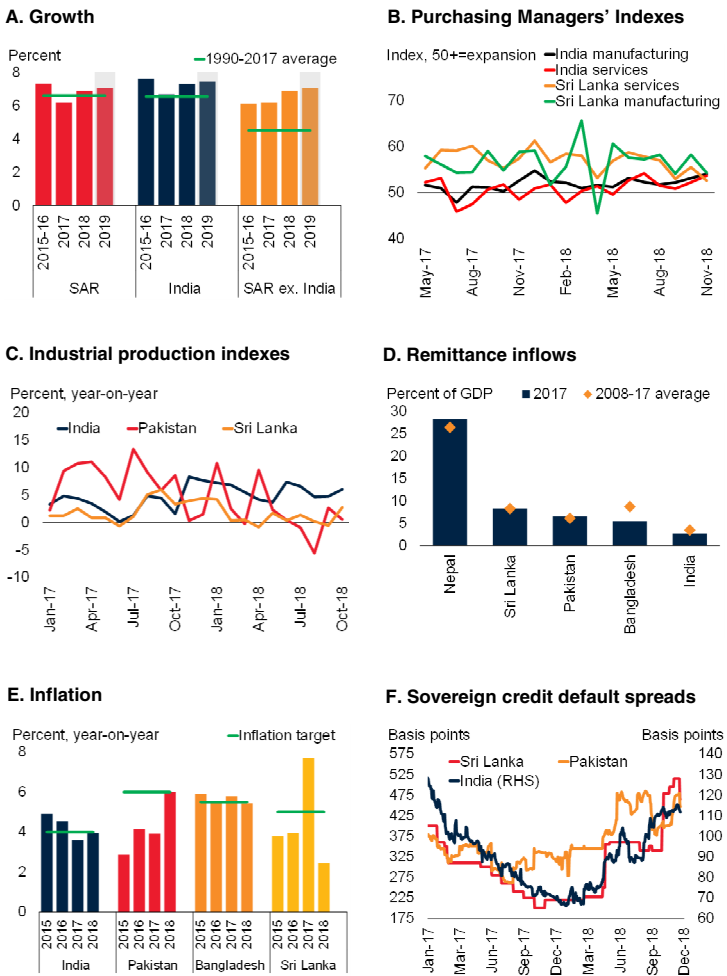 A. Growth
Percent
1990-2017 average
8
6
4
2
0
2015-16
2017
2018
2019
2015-16
2017
2018
2019
2015-16
2017
2018
2019
SAR
India
SAR ex. India
B. Purchasing Managers’ Indexes
Index, 50+=expansion
India manufacturing
India services
Sri Lanka services
Sri Lanka manufacturing
70
60
50
40
May-17
Aug-17
Nov-17
Feb-18
May-18
Aug-18
Nov-18
C. Industrial production indexes
Percent, year-on-year
India
Pakistan
Sri Lanka
20
15
10
5
0
-5
-10
Jan-17
Apr-17
Jul-17
Oct-17
Jan-18
Apr-18
Jul-18
Oct-18
D. Remittance inflows
Percent of GDP
2017
2008-17 average
30
25
20
15
10
5
0
Nepal
Sri Lanka
Pakistan
Bangladesh
India
E. Inflation
Percent, year-on-year
Inflation target
8
6
4
2
0
2015
2016
2017
2018
2015
2016
2017
2018
2015
2016
2017
2018
2015
2016
2017
2018
India
Pakistan
Bangladesh
Sri Lanka
F. Sovereign credit default spreads
Basis points
Basis points
Sri Lanka
Pakistan
India (RHS)
575
525
475
425
375
325
275
225
175
140
130
120
110
100
90
80
70
60
Jan-17
Mar-17
Jun-17
Sep-17
Dec-17
Mar-18
Jun-18
Sep-18
Dec-18